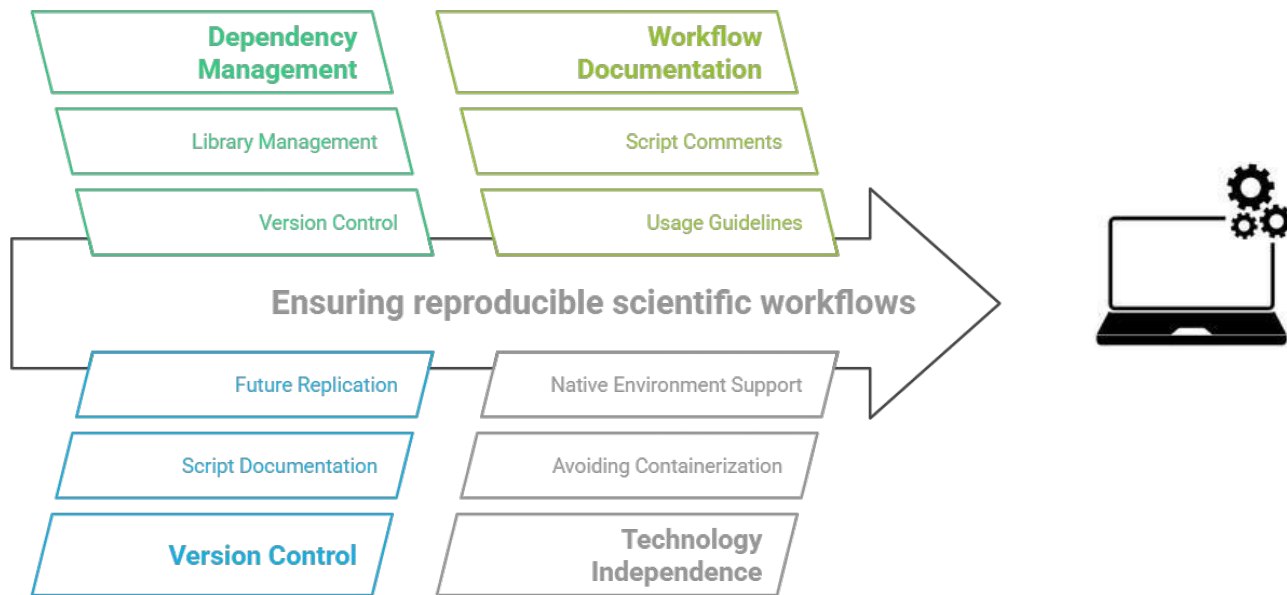 Dependency
Management
Library Management
Version Control
Workflow
Documentation
Script Comments
Usage Guidelines
Ensuring reproducible scientific workflows
Future Replication
Script Documentation
Version Control
Native Environment Support
Avoiding Containerization
Technology
Independence